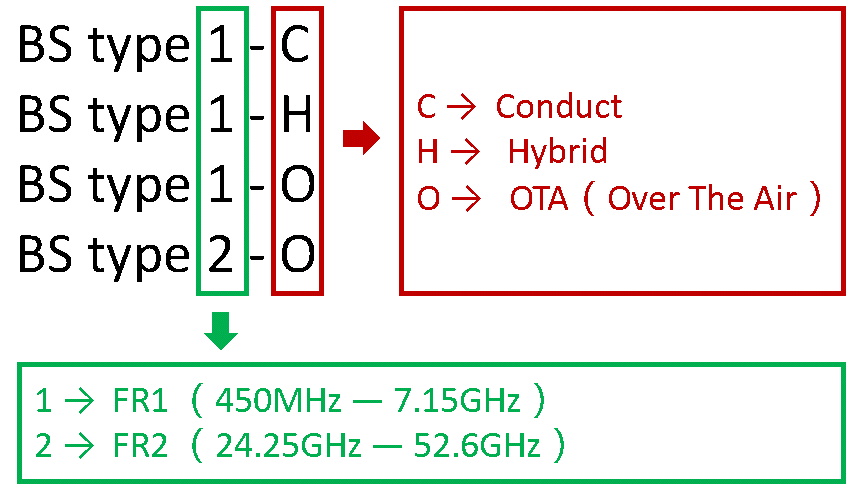 BS type 1-C
BS type 1-H
BS type 1-O
BS type 2-O
C → Conduct
H → Hybrid
O → OTA ( Over The Air )
1 → FR1 ( 450MHz — 7.15GHz )
2 → FR2 ( 24.25GHz — 52.6GHz )